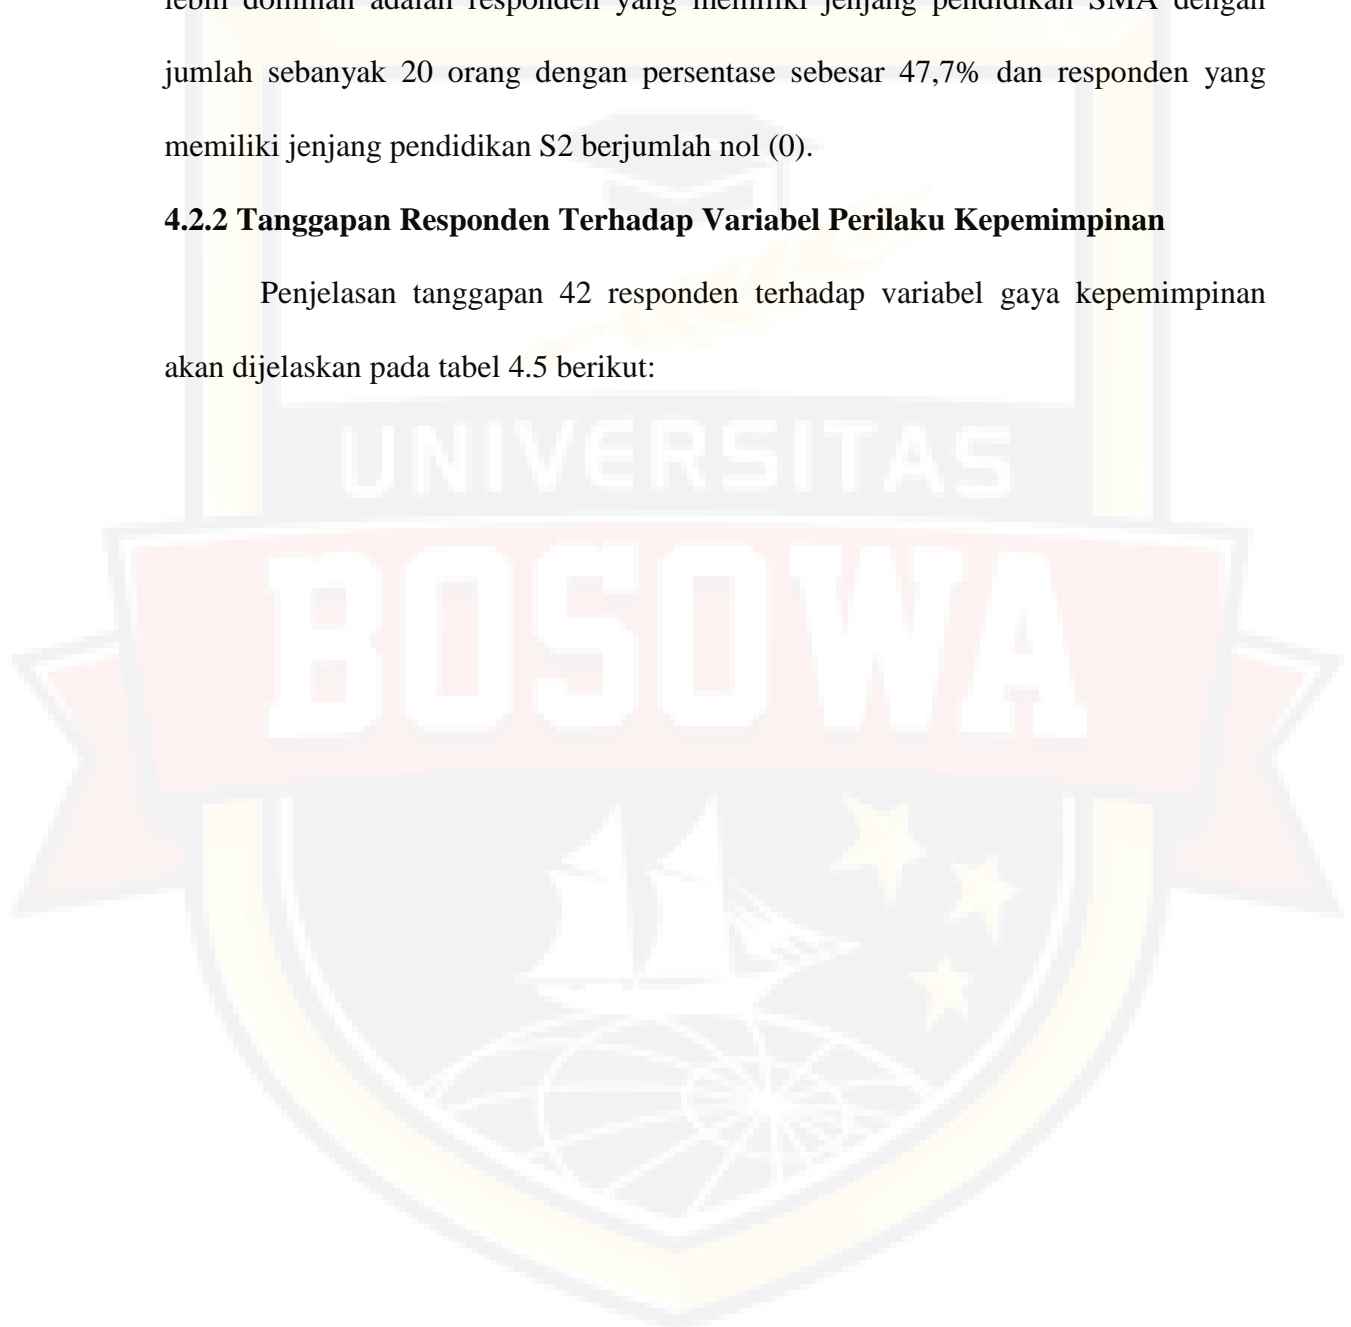 lebih dominan adalah responden yang memiliki jenjang pendidikan SMA dengan
jumlah sebanyak 20 orang dengan persentase sebesar 47,7% dan responden yang
memiliki jenjang pendidikan S2 berjumlah nol (0).
4.2.2 Tanggapan Responden Terhadap Variabel Perilaku Kepemimpinan
Penjelasan tanggapan 42 responden terhadap variabel gaya kepemimpinan
akan dijelaskan pada tabel 4.5 berikut:
UNIVERSITAS
BOSOWA